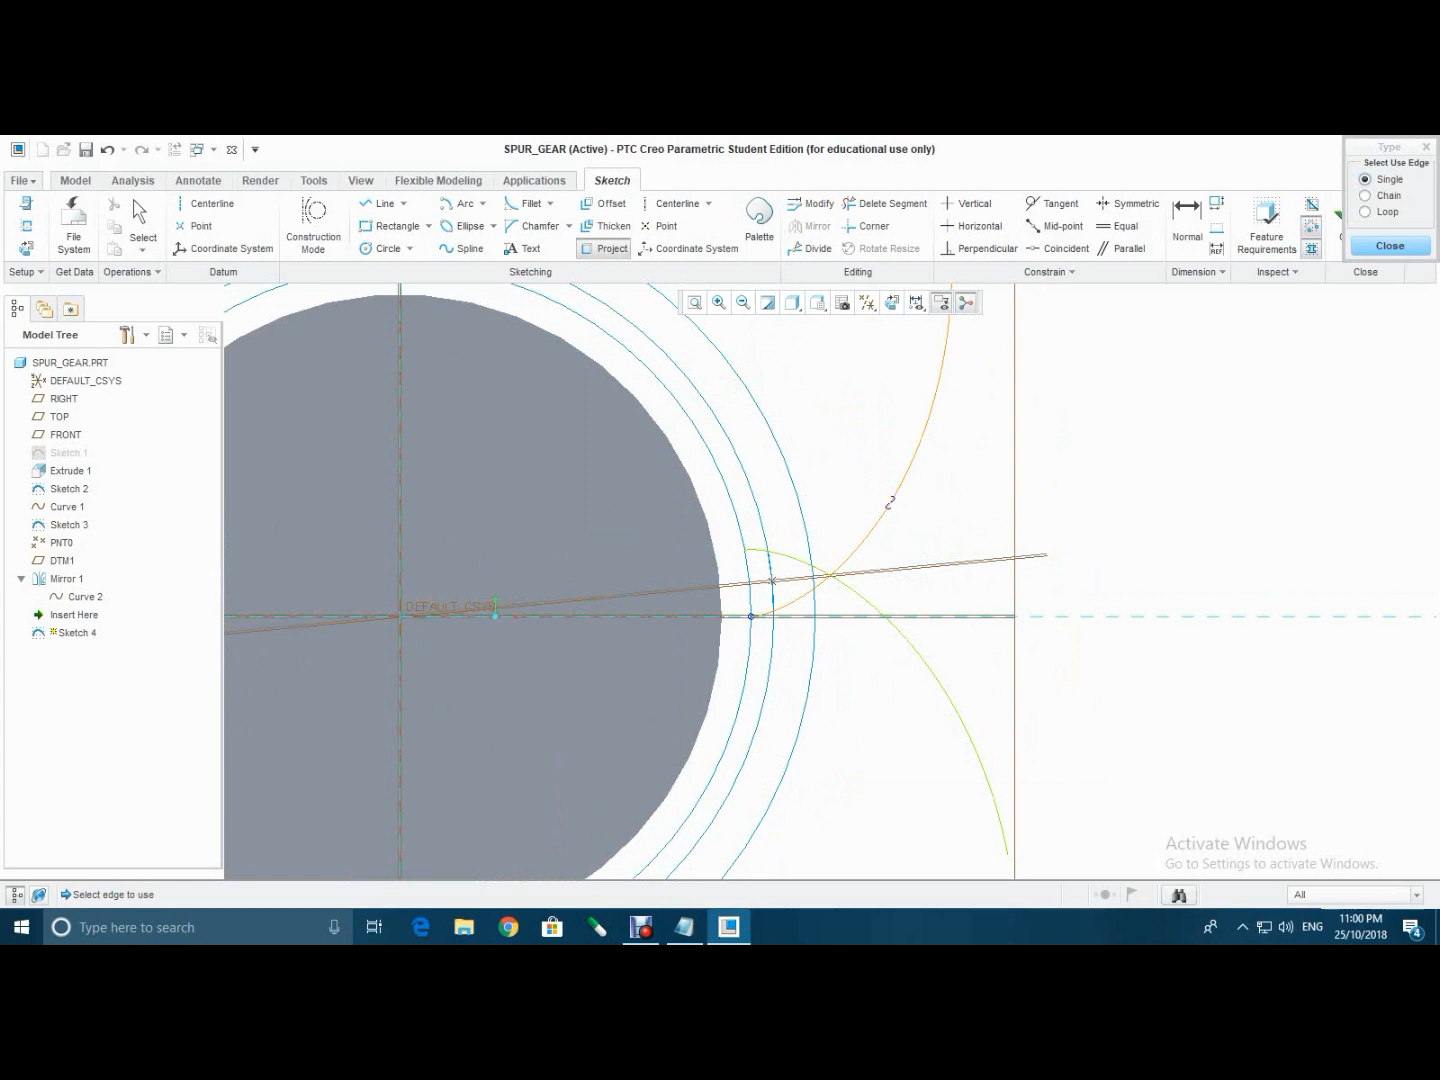 SPUR_GEAR (Active) - PTC Creo Parametric Student Edition (for educational use only)
Type
Select Use Edge
Single
Chain
Loop
Close
File
Model
Analysis
Annotate
Render
Tools
View
Flexible Modeling
Applications
Sketch
Centerline
Point
Coordinate System
File System
Select
Construction Mode
Line
Arc
Fillet
Offset
Centerline
Rectangle
Ellipse
Chamfer
Thicken
Point
Circle
Spline
Text
Project
Coordinate System
Palette
Modify
Delete Segment
Mirror
Corner
Divide
Rotate Resize
Vertical
Tangent
Symmetric
Horizontal
Mid-point
Equal
Perpendicular
Coincident
Parallel
Normal
REF
Feature Requirements
Setup
Get Data
Operations
Datum
Sketching
Editing
Constrain
Dimension
Inspect
Close
Model Tree
SPUR_GEAR.PRT
DEFAULT_CSYS
RIGHT
TOP
FRONT
Sketch 1
Extrude 1
Sketch 2
Curve 1
Sketch 3
PNT0
DTM1
Mirror 1
Curve 2
Insert Here
Sketch 4
DEFAULT_CSYS
Activate Windows
Go to Settings to activate Windows.
Select edge to use
All
Type here to search
ENG
11:00 PM
25/10/2018
4